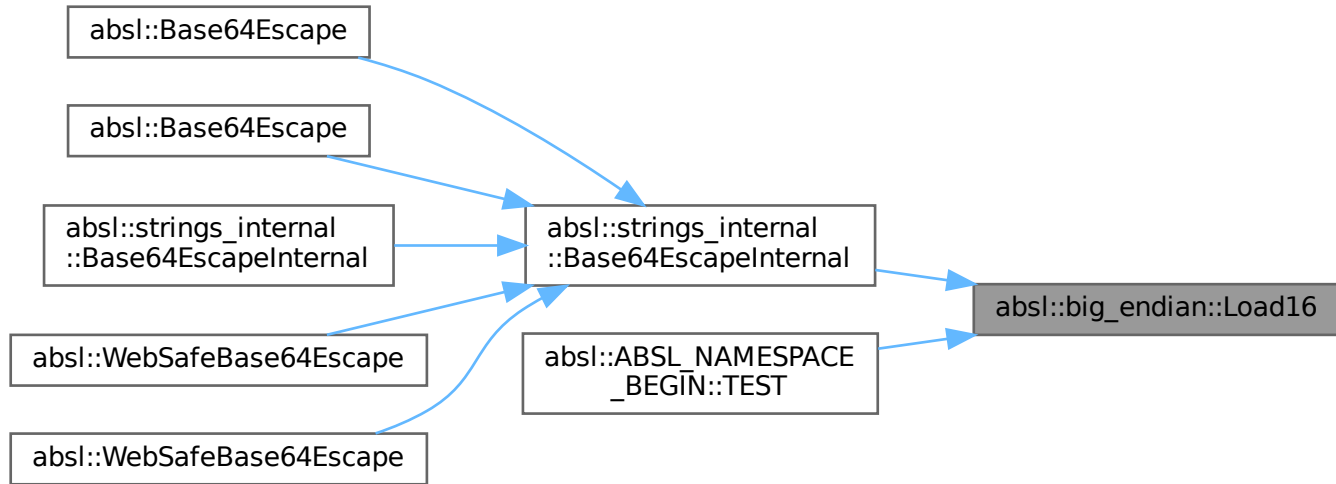 absl::Base64Escape
absl::Base64Escape
absl::strings_internal
::Base64EscapeInternal
absl::WebSafeBase64Escape
absl::WebSafeBase64Escape
absl::strings_internal
::Base64EscapeInternal
absl::ABSL_NAMESPACE
_BEGIN::TEST
absl::big_endian::Load16